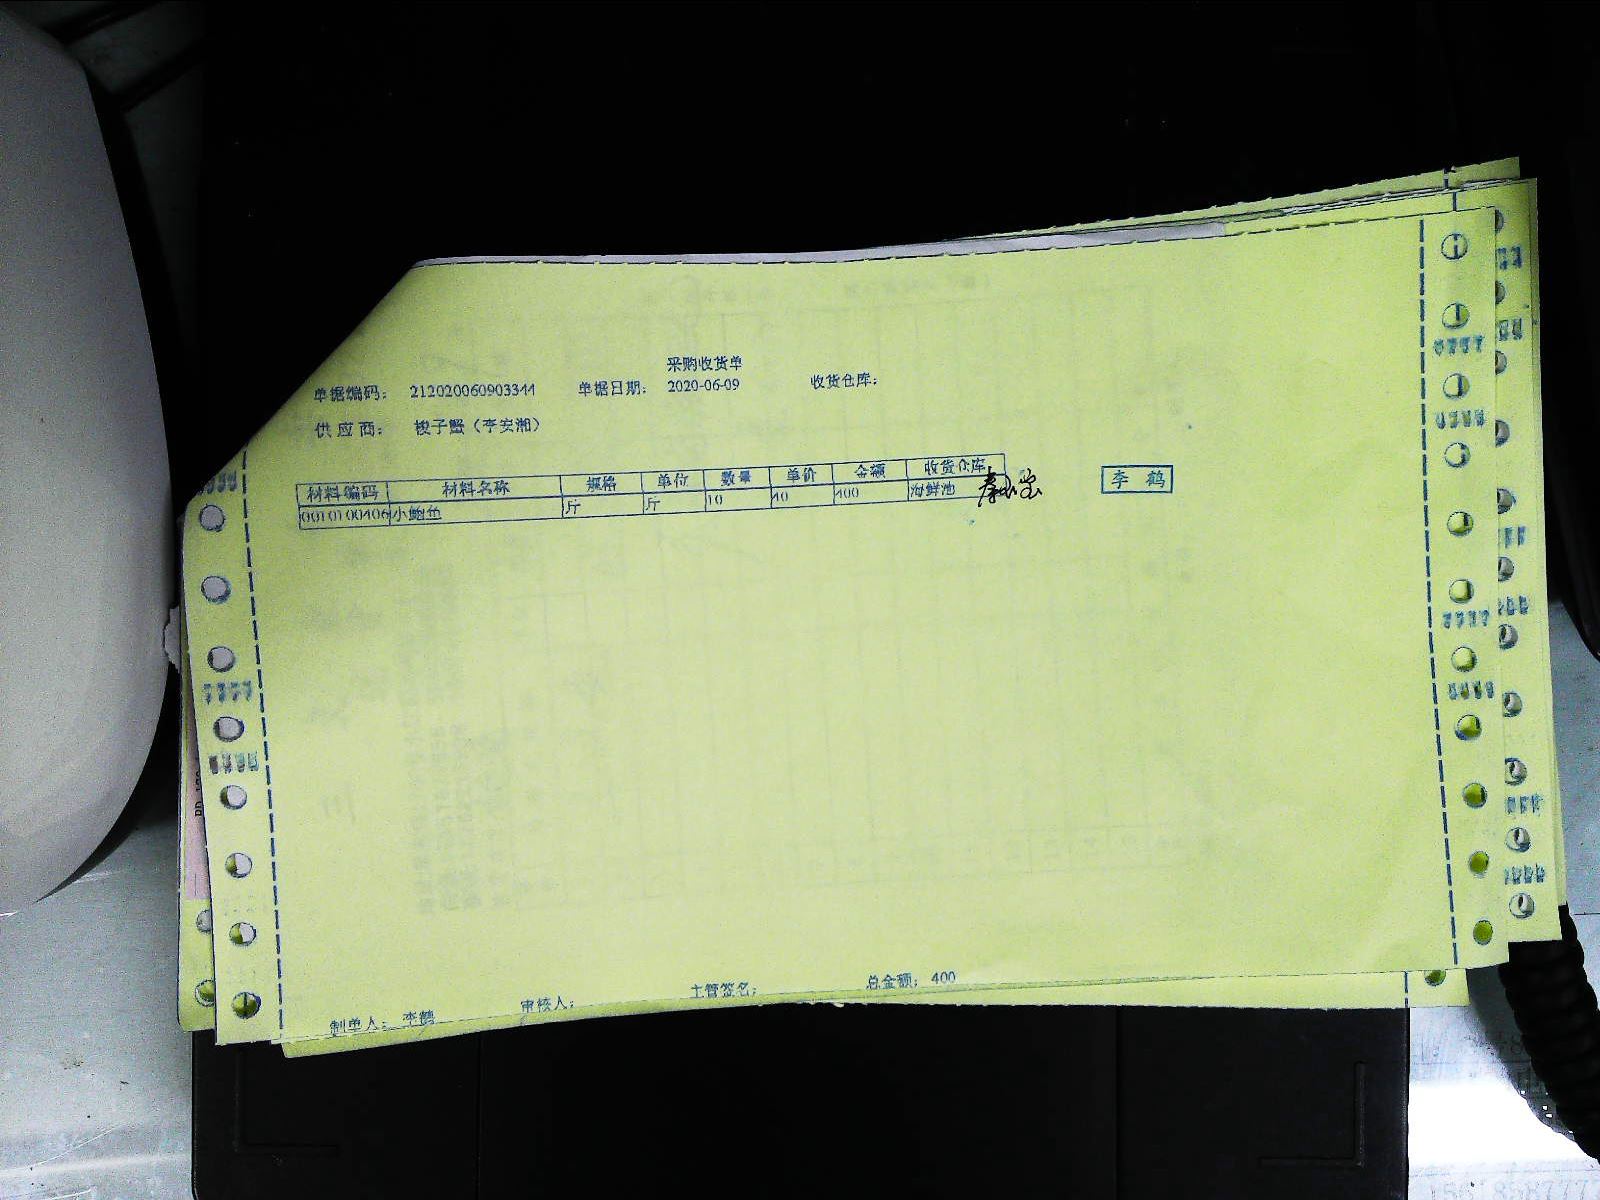 采购收货单
单据编码： 212020060903344 单据日期： 2020-06-09 收货仓库：
供应商： 梭子蟹（李安湘）
材料编码 材料名称 规格 单位 数量 单价 金额 收货仓库
0010100406 小鲍鱼 斤 斤 10 40 400 海鲜池
李鹤
制单人： 李鹤 审核人： 主管签名： 总金额： 400